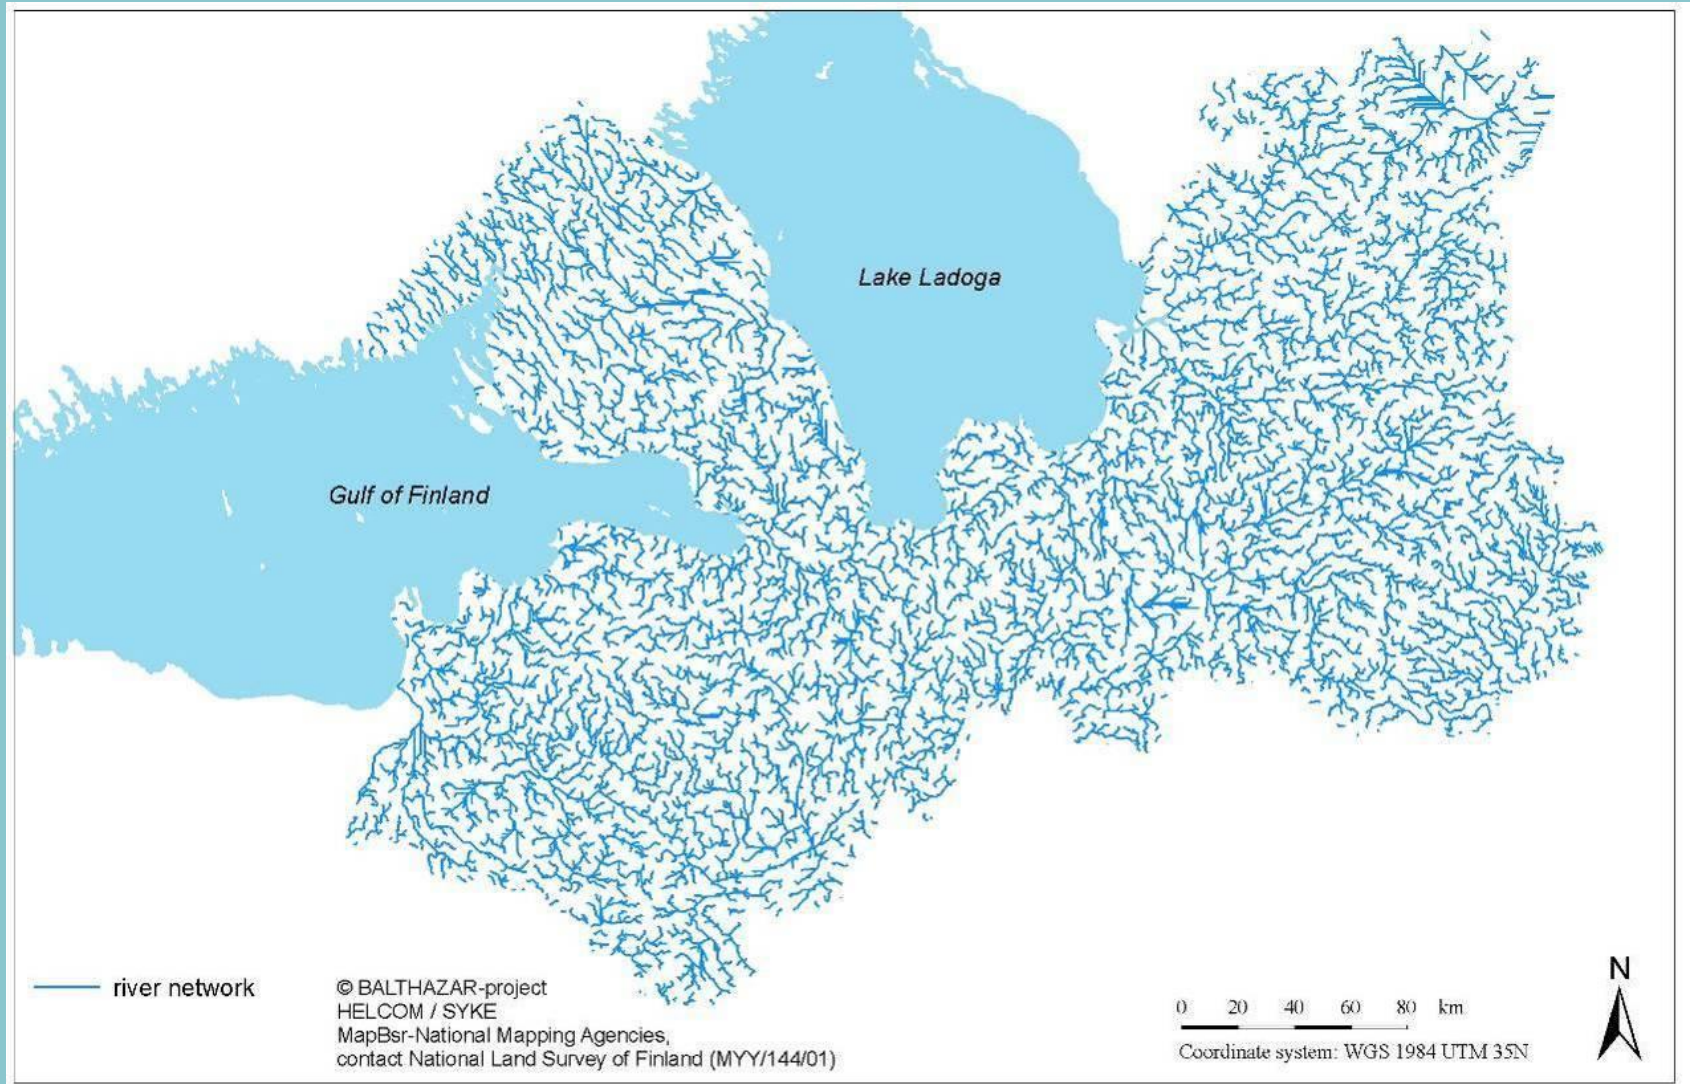 Lake Ladoga
Gulf of Finland
river network
© BALTHAZAR-project
HELCOM / SYKE
MapBsr-National Mapping Agencies,
contact National Land Survey of Finland (MYY/144/01)
0 20 40 60 80 km
Coordinate system: WGS 1984 UTM 35N
N